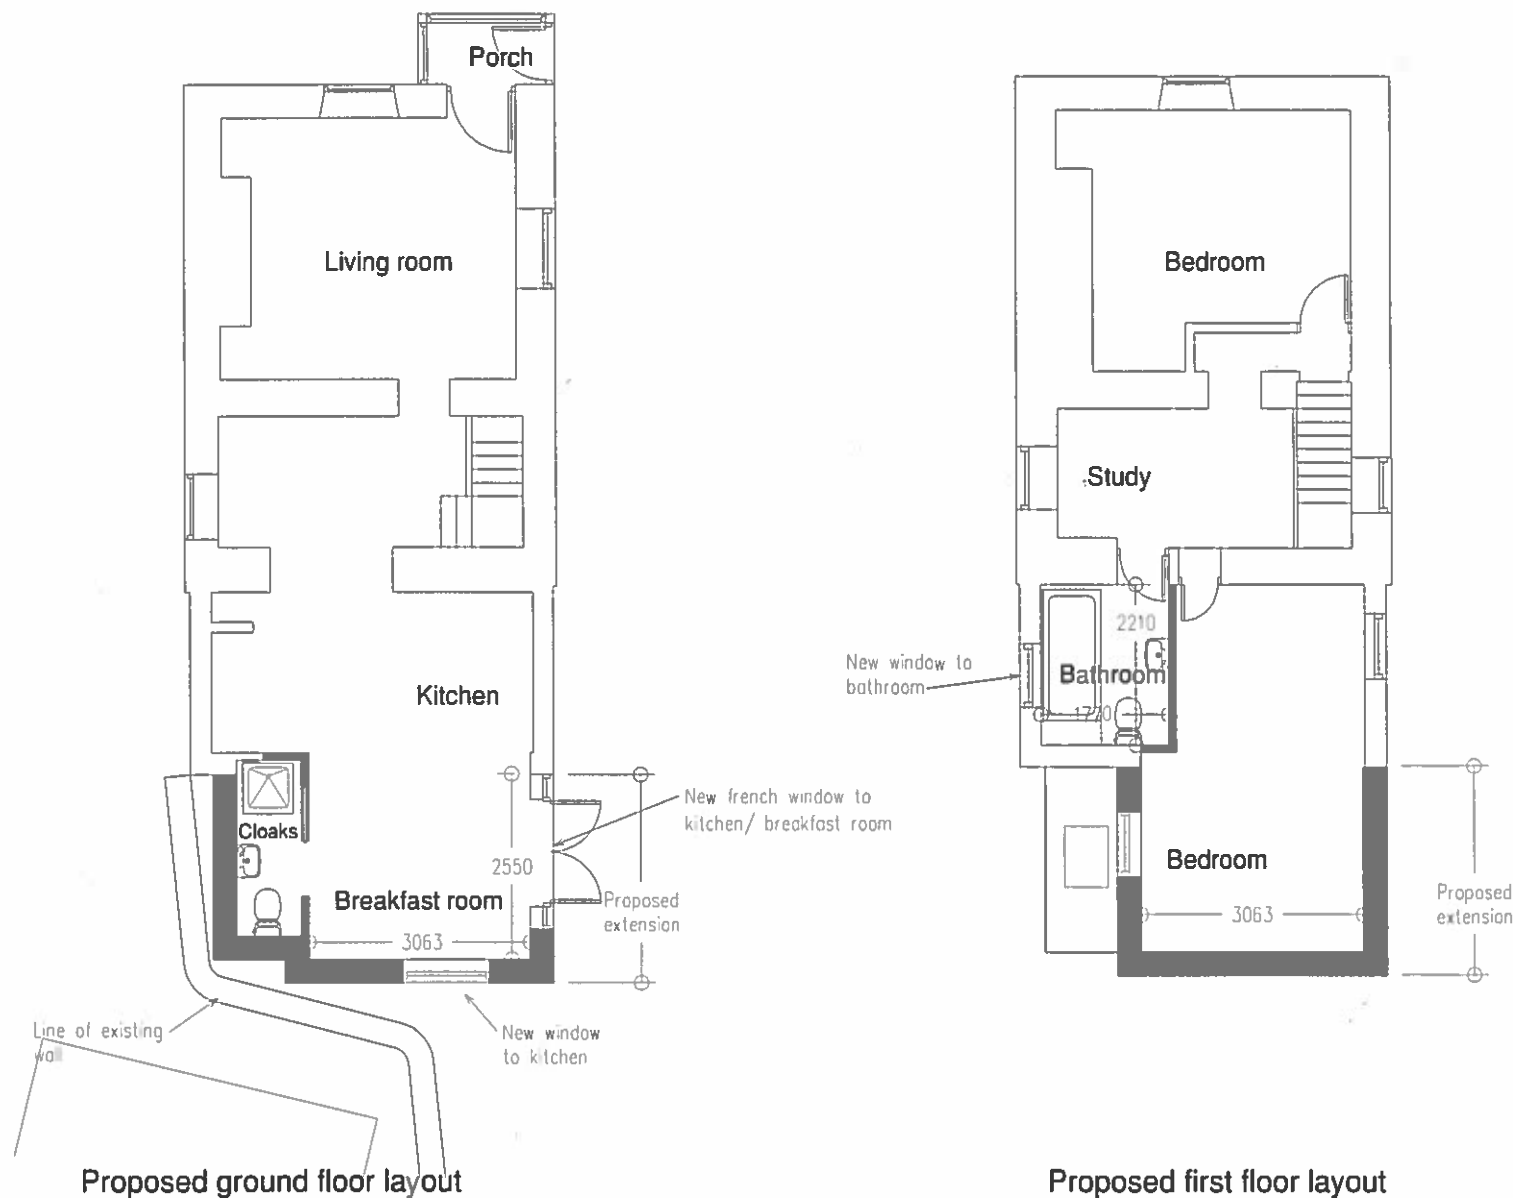 Porch
Living room
Kitchen
Cloaks
Breakfast room
2550
3063
New french window to
kitchen/ breakfast room
Proposed
extension
New window
to kitchen
Line of existing
wall
Proposed ground floor layout
Bedroom
Study
2210
Bathroom
1770
New window to
bathroom
Bedroom
3063
Proposed
extension
Proposed first floor layout